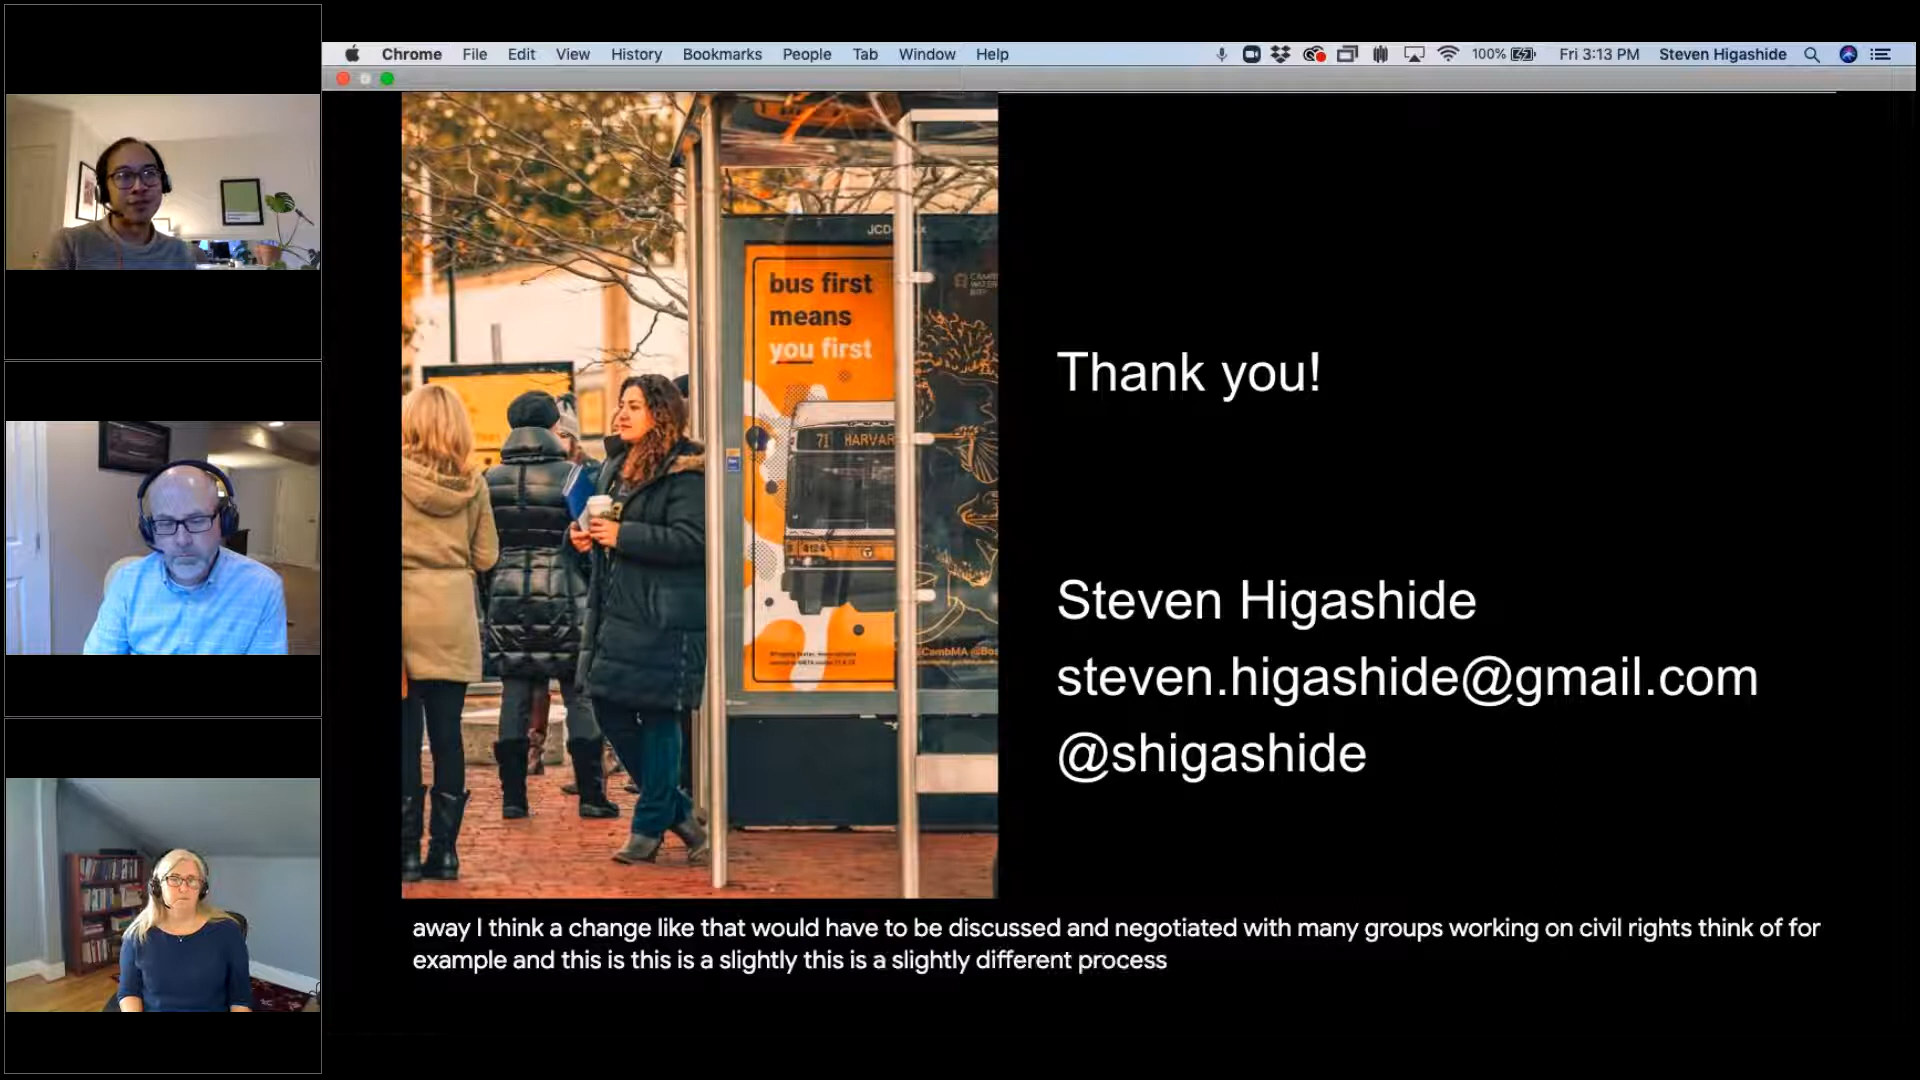 Chrome File Edit View History Bookmarks People Tab Window Help 100% Fri 3:13 PM Steven Higashide
bus first
means
you first
71 HARVAR
4124
Thank you!
Steven Higashide
steven.higashide@gmail.com
@shigashide
away I think a change like that would have to be discussed and negotiated with many groups working on civil rights think of for
example and this is this is a slightly this is a slightly different process